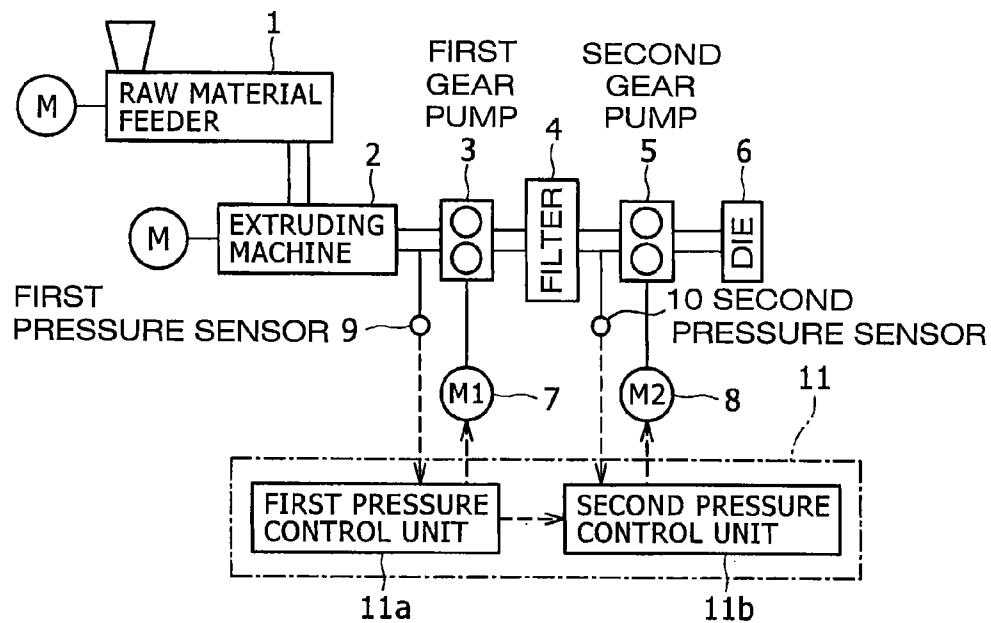 1
M
RAW MATERIAL
FEEDER
FIRST
GEAR
PUMP
3
SECOND
GEAR
PUMP
5
4
6
2
M
EXTRUDING
MACHINE
FILTER
DIE
FIRST
PRESSURE SENSOR 9
10 SECOND
PRESSURE SENSOR
M1
7
M2
8
11
FIRST PRESSURE
CONTROL UNIT
SECOND PRESSURE
CONTROL UNIT
11a
11b